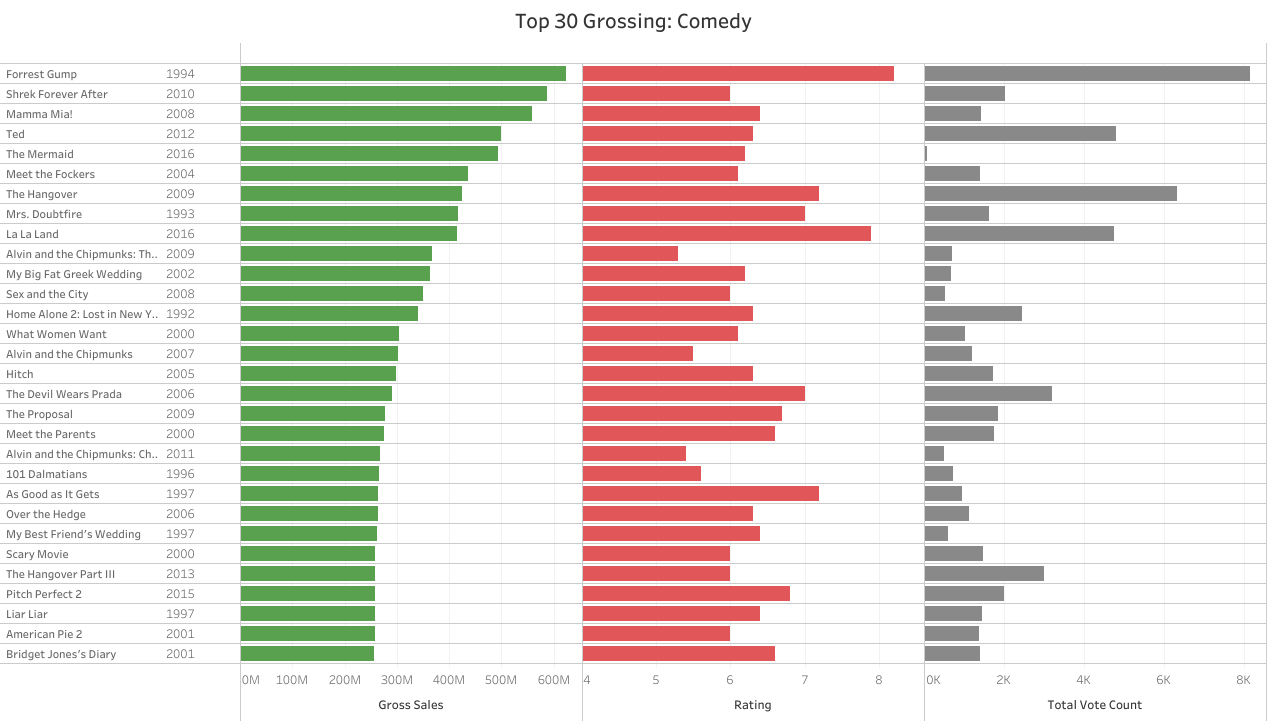 Top 30 Grossing: Comedy
Forrest Gump 1994
Shrek Forever After 2010
Mamma Mia! 2008
Ted 2012
The Mermaid 2016
Meet the Fockers 2004
The Hangover 2009
Mrs. Doubtfire 1993
La La Land 2016
Alvin and the Chipmunks: Th.. 2009
My Big Fat Greek Wedding 2002
Sex and the City 2008
Home Alone 2: Lost in New Y.. 1992
What Women Want 2000
Alvin and the Chipmunks 2007
Hitch 2005
The Devil Wears Prada 2006
The Proposal 2009
Meet the Parents 2000
Alvin and the Chipmunks: Ch.. 2011
101 Dalmatians 1996
As Good as It Gets 1997
Over the Hedge 2006
My Best Friend's Wedding 1997
Scary Movie 2000
The Hangover Part III 2013
Pitch Perfect 2 2015
Liar Liar 1997
American Pie 2 2001
Bridget Jones's Diary 2001
0M 100M 200M 300M 400M 500M 600M 4 5 6 7 8 0K 2K 4K 6K 8K
Gross Sales Rating Total Vote Count